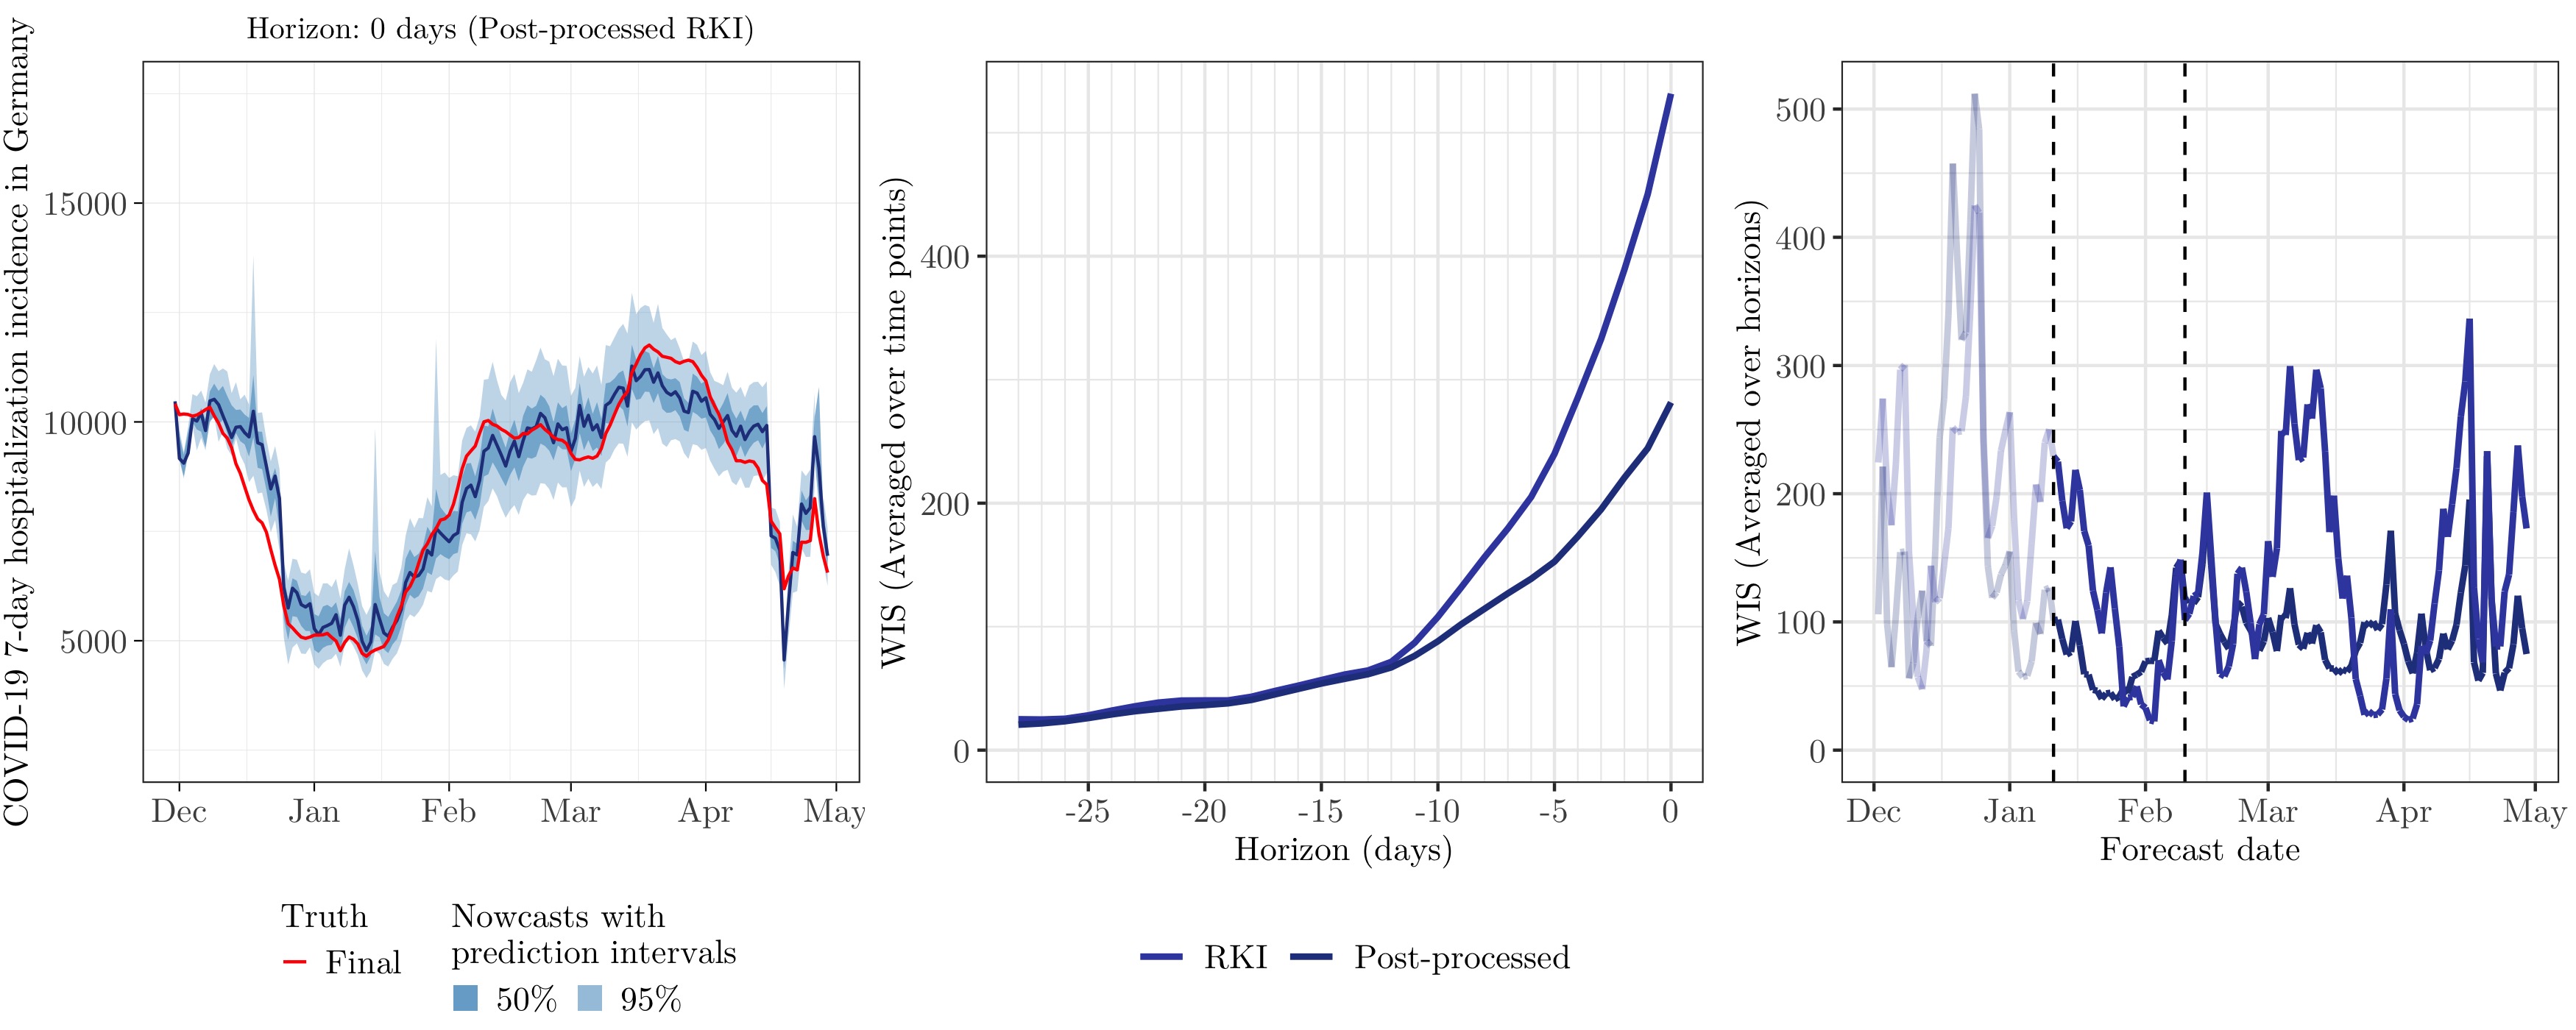 Horizon: 0 days (Post-processed RKI)
COVID-19 7-day hospitalization incidence in Germany
15000
10000
5000
Dec Jan Feb Mar Apr May
Truth
Final
Nowcasts with
prediction intervals
50% 95%
WIS (Averaged over time points)
400
200
0
-25 -20 -15 -10 -5 0
Horizon (days)
RKI Post-processed
WIS (Averaged over horizons)
500
400
300
200
100
0
Dec Jan Feb Mar Apr May
Forecast date